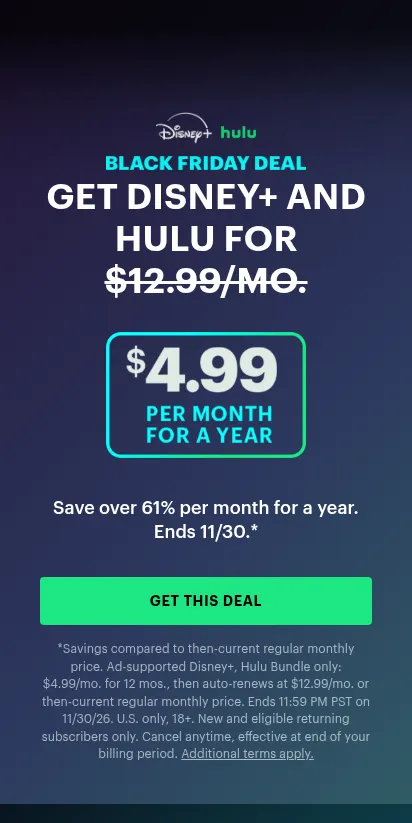 Disney+ hulu
BLACK FRIDAY DEAL
GET DISNEY+ AND
HULU FOR
$12.99/MO.
$4.99
PER MONTH
FOR A YEAR
Save over 61% per month for a year.
Ends 11/30.*
GET THIS DEAL
*Savings compared to then-current regular monthly
price. Ad-supported Disney+, Hulu Bundle only:
$4.99/mo. for 12 mos., then auto-renews at $12.99/mo. or
then-current regular monthly price. Ends 11:59 PM PST on
11/30/26. U.S. only, 18+. New and eligible returning
subscribers only. Cancel anytime, effective at end of your
billing period. Additional terms apply.